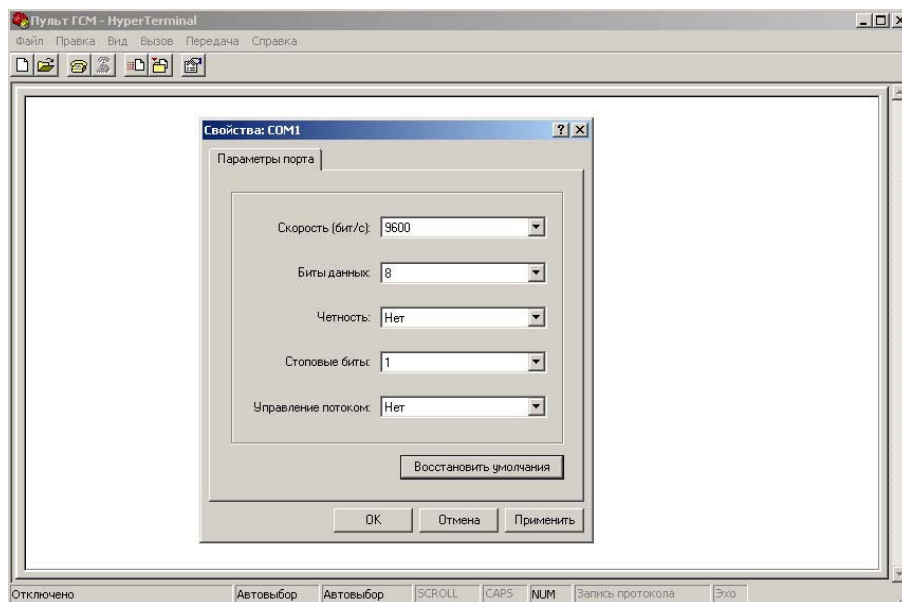 Пульт ГСМ - HyperTerminal
Файл Правка Вид Вызов Передача Справка
Свойства: COM1
Параметры порта
Скорость (бит/с): 9600
Биты данных: 8
Четность: Нет
Стоповые биты: 1
Управление потоком: Нет
Восстановить умолчания
OK Отмена Применить
Отключено Автовыбор Автовыбор SCROLL CAPS NUM Запись протокола Эхо